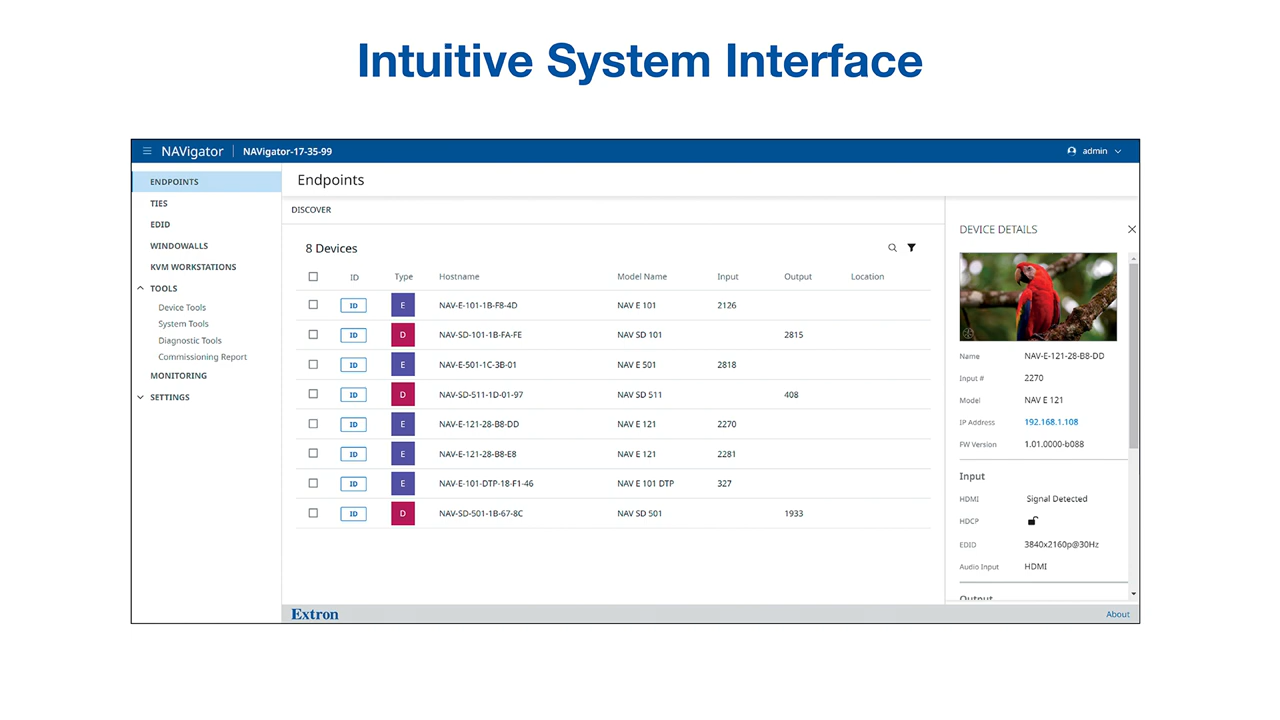 Intuitive System Interface
NAVigator NAVigator-17-35-99 admin
ENDPOINTS
TIES
EDID
WINDOWALLS
KVM WORKSTATIONS
TOOLS
Device Tools
System Tools
Diagnostic Tools
Commissioning Report
MONITORING
SETTINGS
Endpoints
DISCOVER
8 Devices
ID Type Hostname Model Name Input Output Location
ID E NAV-E-101-1B-F8-4D NAV E 101 2126
ID D NAV-SD-101-1B-FA-FE NAV SD 101 2815
ID E NAV-E-501-1C-3B-01 NAV E 501 2818
ID D NAV-SD-511-1D-01-97 NAV SD 511 408
ID E NAV-E-121-28-B8-DD NAV E 121 2270
ID E NAV-E-121-28-B8-E8 NAV E 121 2281
ID E NAV-E-101-DTP-18-F1-46 NAV E 101 DTP 327
ID D NAV-SD-501-1B-67-8C NAV SD 501 1933
DEVICE DETAILS
Name NAV-E-121-28-B8-DD
Input # 2270
Model NAV E 121
IP Address 192.168.1.108
FW Version 1.01.0000-b088
Input
HDMI Signal Detected
HDCP
EDID 3840x2160p@30Hz
Audio Input HDMI
Output
Extron About